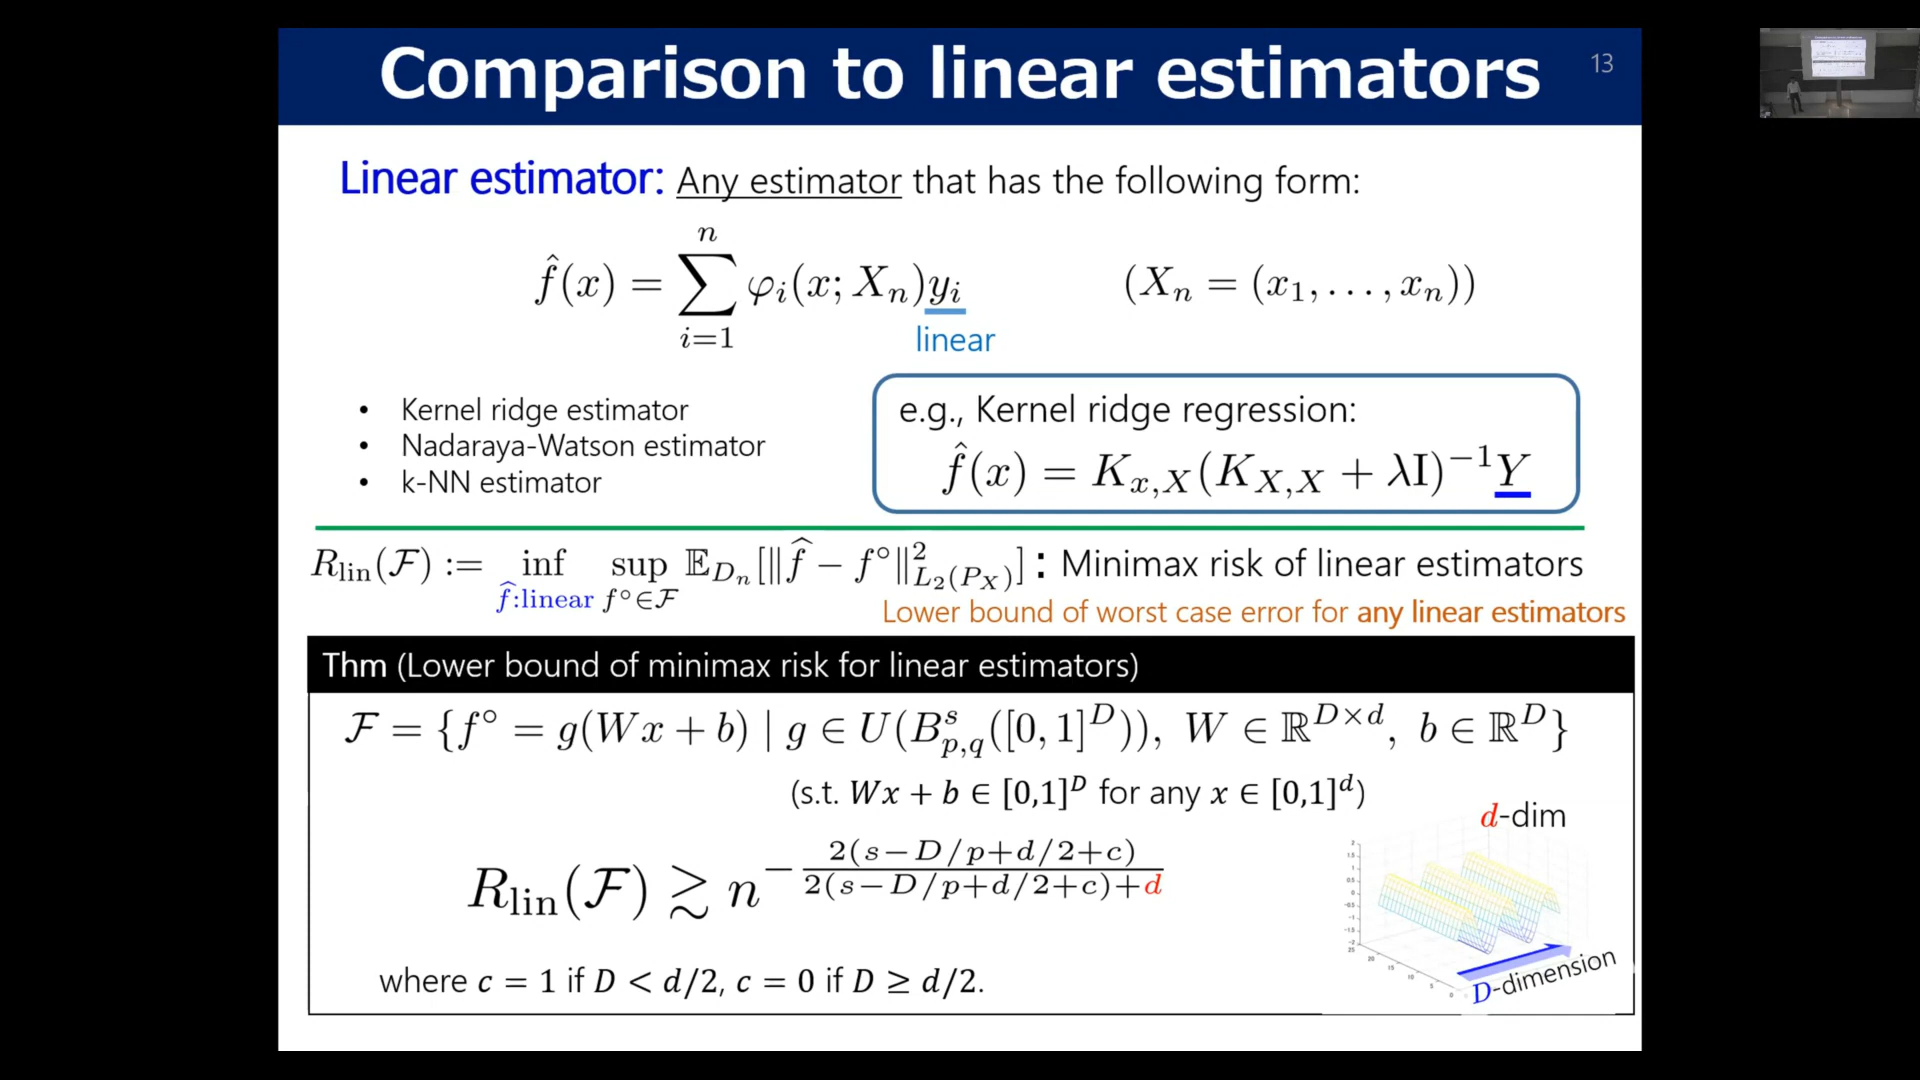 Comparison to linear estimators
13
Linear estimator: Any estimator that has the following form:
f̂(x) = ∑_{i=1}^{n} φ_i(x; X_n)y_i (X_n = (x_1, . . . , x_n))
linear
• Kernel ridge estimator
• Nadaraya-Watson estimator
• k-NN estimator
e.g., Kernel ridge regression:
f̂(x) = K_{x,X}(K_{X,X} + λI)^{−1}Y
R_lin(𝓕) := inf_{f̂:linear} sup_{f°∈𝓕} 𝔼_{D_n}[‖f̂ − f°‖²_{L_2(P_X)}] : Minimax risk of linear estimators
Lower bound of worst case error for any linear estimators
Thm (Lower bound of minimax risk for linear estimators)
𝓕 = {f° = g(Wx + b) | g ∈ U(B^s_{p,q}([0, 1]^D)), W ∈ ℝ^{D×d}, b ∈ ℝ^D}
(s.t. Wx + b ∈ [0,1]^D for any x ∈ [0,1]^d)
R_lin(𝓕) ≳ n^{−\frac{2(s−D/p+d/2+c)}{2(s−D/p+d/2+c)+d}}
where c = 1 if D < d/2, c = 0 if D ≥ d/2.
d-dim
D-dimension